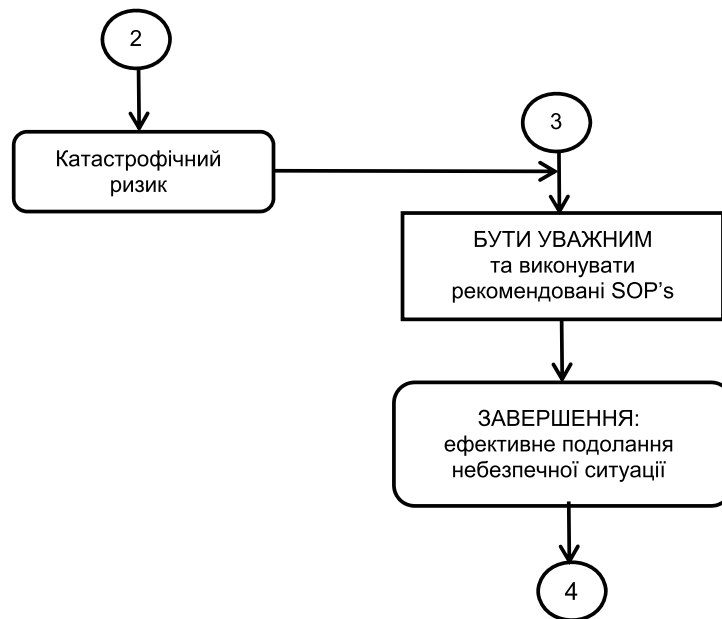 2
3
Катастрофічний
ризик
БУТИ УВАЖНИМ
та виконувати
рекомендовані SOP’s
ЗАВЕРШЕННЯ:
ефективне подолання
небезпечної ситуації
4